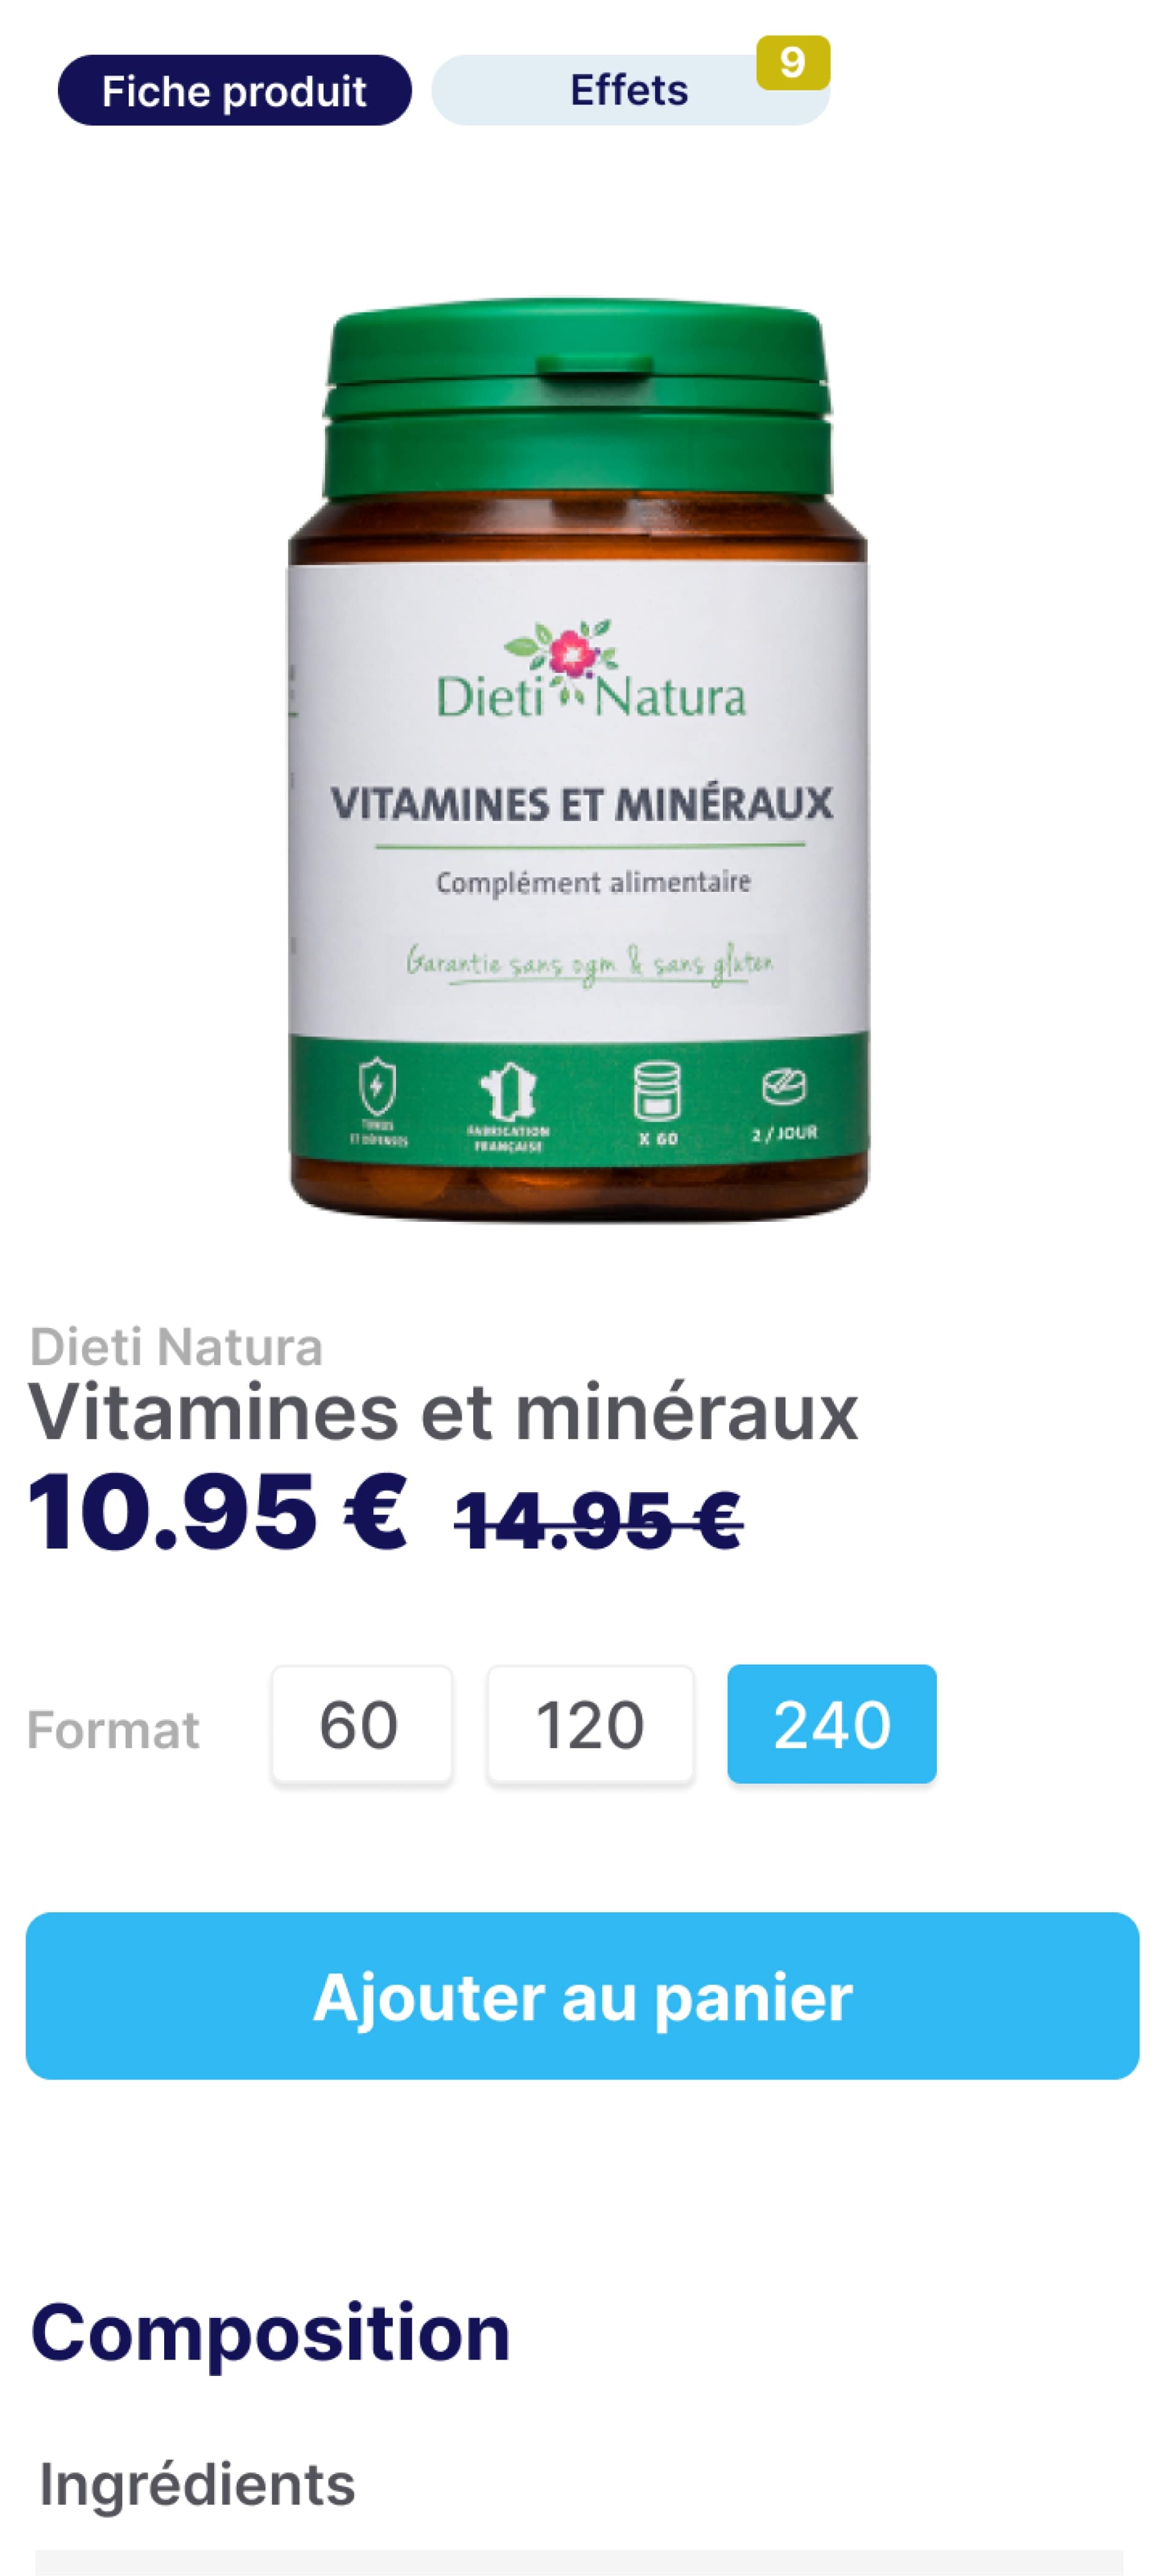 Fiche produit
Effets
9
Dieti Natura
VITAMINES ET MINÉRAUX
Complément alimentaire
Garantie sans ogm & sans gluten
TONUS
ET DÉFENSES
FABRICATION
FRANÇAISE
X 60
2 / JOUR
Dieti Natura
Vitamines et minéraux
10.95 € 14.95 €
Format 60 120 240
Ajouter au panier
Composition
Ingrédients